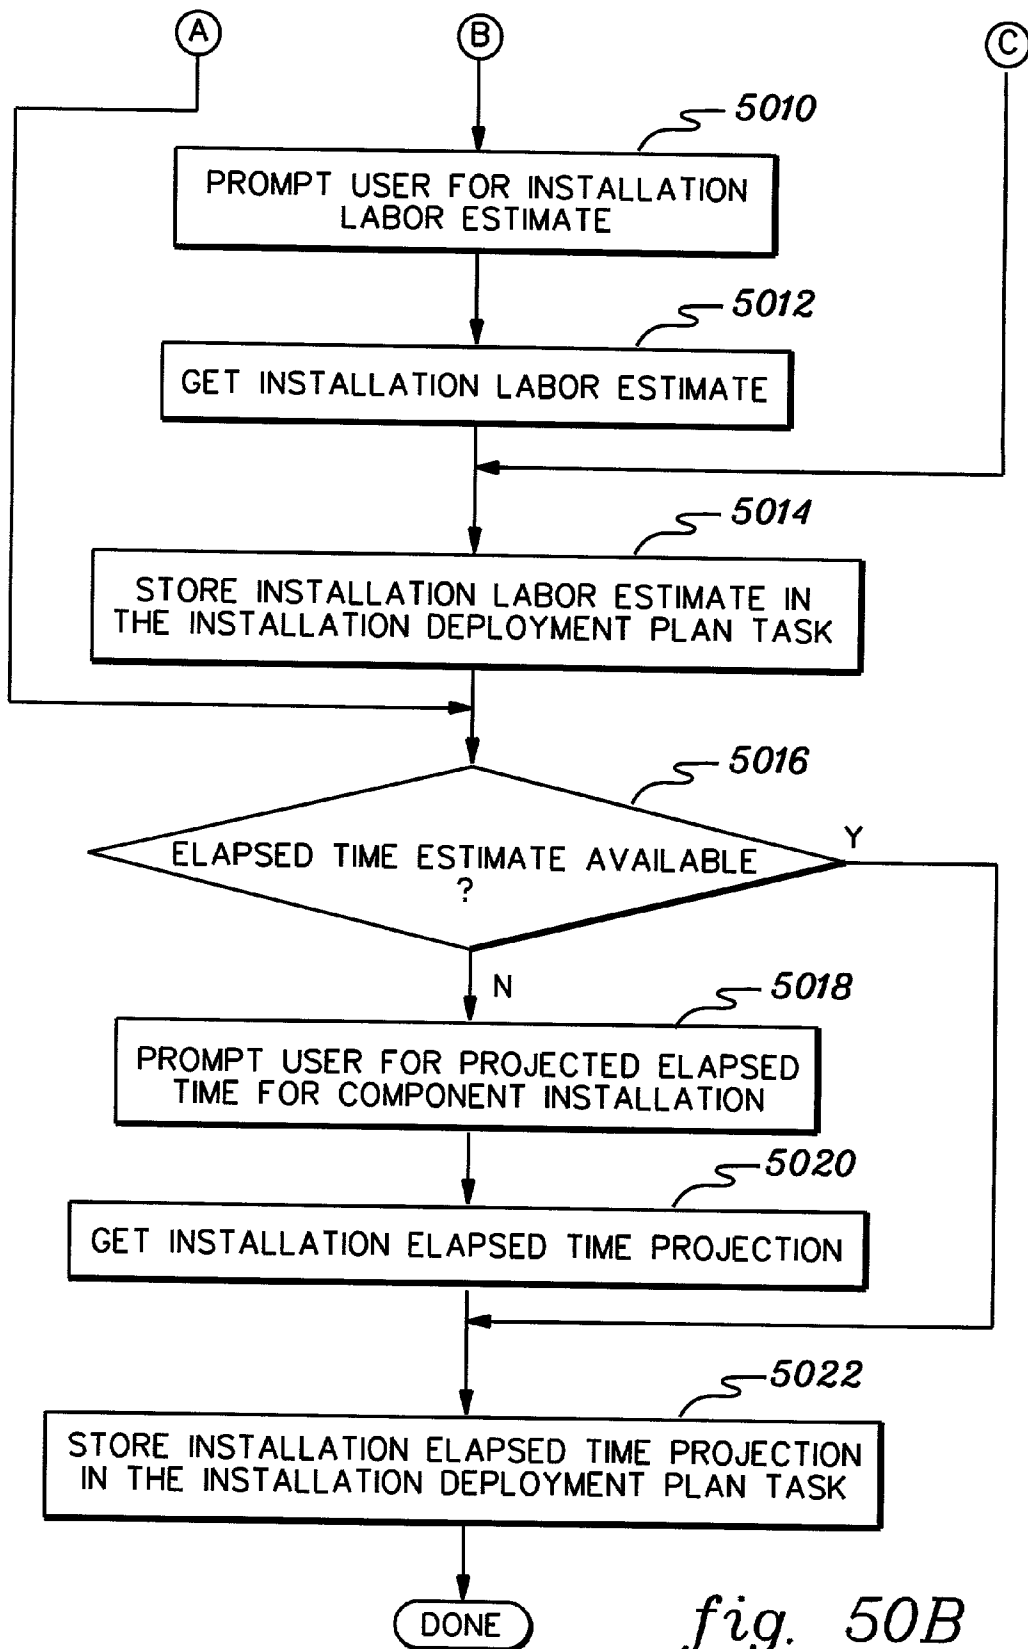 A
B
C
5010
PROMPT USER FOR INSTALLATION
LABOR ESTIMATE
5012
GET INSTALLATION LABOR ESTIMATE
5014
STORE INSTALLATION LABOR ESTIMATE IN
THE INSTALLATION DEPLOYMENT PLAN TASK
5016
ELAPSED TIME ESTIMATE AVAILABLE
?
Y
N
5018
PROMPT USER FOR PROJECTED ELAPSED
TIME FOR COMPONENT INSTALLATION
5020
GET INSTALLATION ELAPSED TIME PROJECTION
5022
STORE INSTALLATION ELAPSED TIME PROJECTION
IN THE INSTALLATION DEPLOYMENT PLAN TASK
DONE
fig. 50B